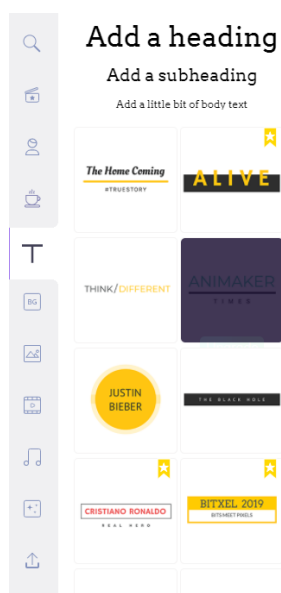 Add a heading
Add a subheading
Add a little bit of body text
The Home Coming
#TRUESTORY
ALIVE
THINK/DIFFERENT
ANIMAKER
TIMES
JUSTIN
BIEBER
THE BLACK HOLE
CRISTIANO RONALDO
REAL HERO
BITXEL 2019
BITS MEET PIXELS
T
BG